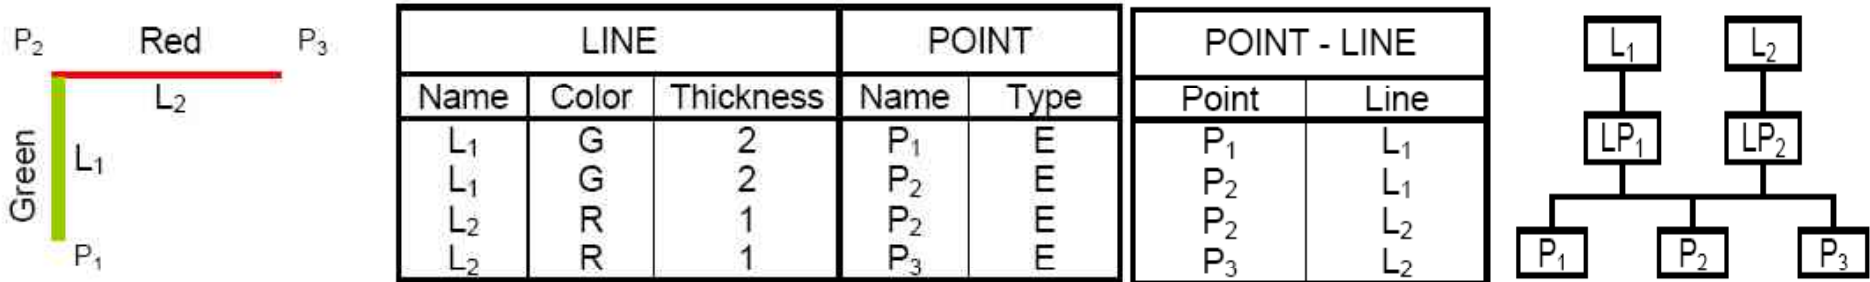 P₂ Red P₃
L₂
Green
L₁
P₁
LINE POINT
Name Color Thickness Name Type
L₁ G 2 P₁ E
L₁ G 2 P₂ E
L₂ R 1 P₂ E
L₂ R 1 P₃ E
POINT - LINE
Point Line
P₁ L₁
P₂ L₁
P₂ L₂
P₃ L₂
L₁ L₂
LP₁ LP₂
P₁ P₂ P₃